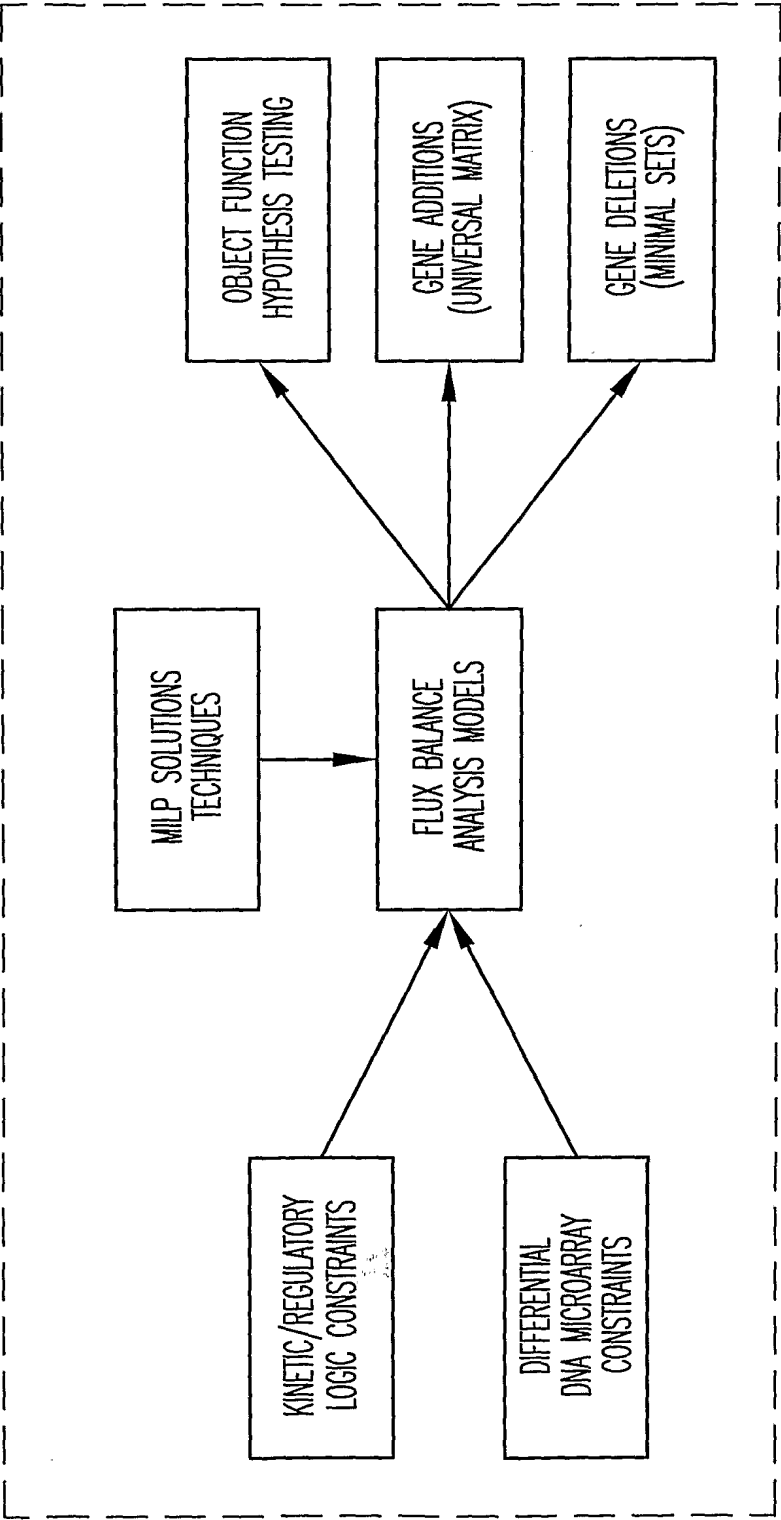 KINETIC/REGULATORY
LOGIC CONSTRAINTS
DIFFERENTIAL
DNA MICROARRAY
CONSTRAINTS
MILP SOLUTIONS
TECHNIQUES
FLUX BALANCE
ANALYSIS MODELS
OBJECT FUNCTION
HYPOTHESIS TESTING
GENE ADDITIONS
(UNIVERSAL MATRIX)
GENE DELETIONS
(MINIMAL SETS)